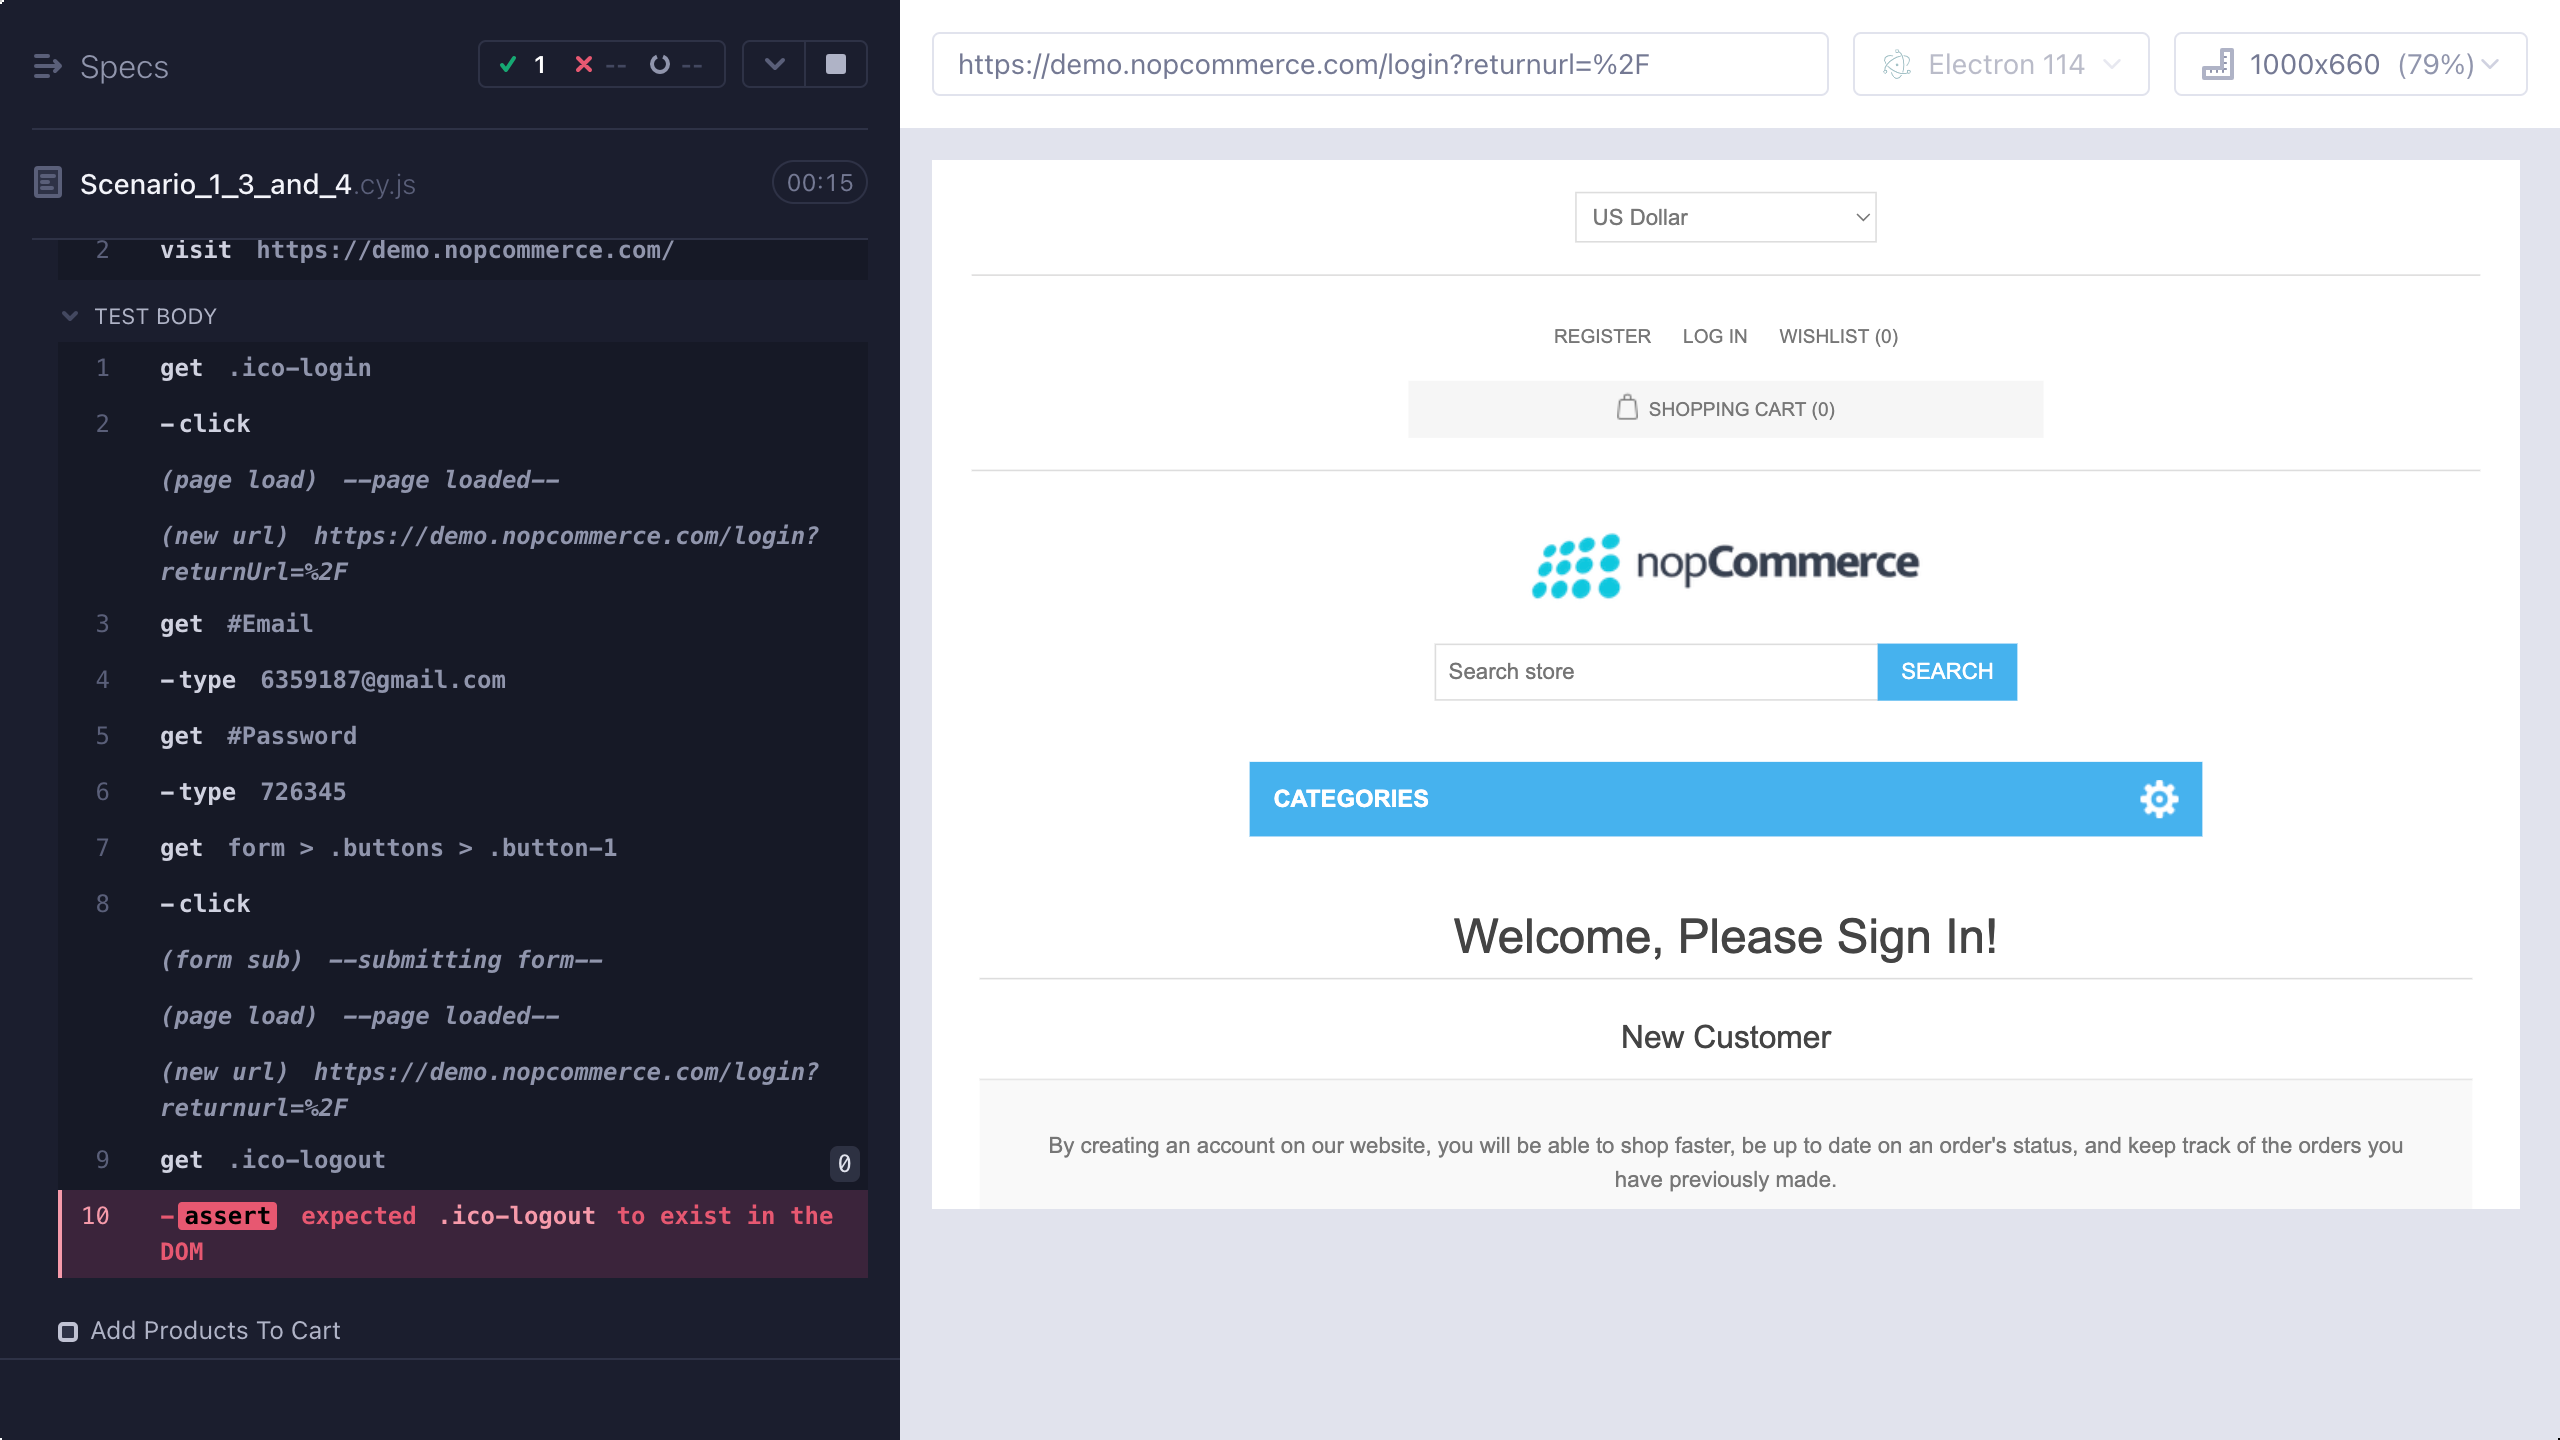 Specs
1 -- --
Scenario_1_3_and_4.cy.js 00:15
2 visit https://demo.nopcommerce.com/
TEST BODY
1 get .ico-login
2 -click
(page load) --page loaded--
(new url) https://demo.nopcommerce.com/login?
returnUrl=%2F
3 get #Email
4 -type 6359187@gmail.com
5 get #Password
6 -type 726345
7 get form > .buttons > .button-1
8 -click
(form sub) --submitting form--
(page load) --page loaded--
(new url) https://demo.nopcommerce.com/login?
returnurl=%2F
9 get .ico-logout 0
10 -assert expected .ico-logout to exist in the
DOM
Add Products To Cart
https://demo.nopcommerce.com/login?returnurl=%2F
Electron 114
1000x660 (79%)
US Dollar
REGISTER LOG IN WISHLIST (0)
SHOPPING CART (0)
nopCommerce
Search store SEARCH
CATEGORIES
Welcome, Please Sign In!
New Customer
By creating an account on our website, you will be able to shop faster, be up to date on an order's status, and keep track of the orders you
have previously made.